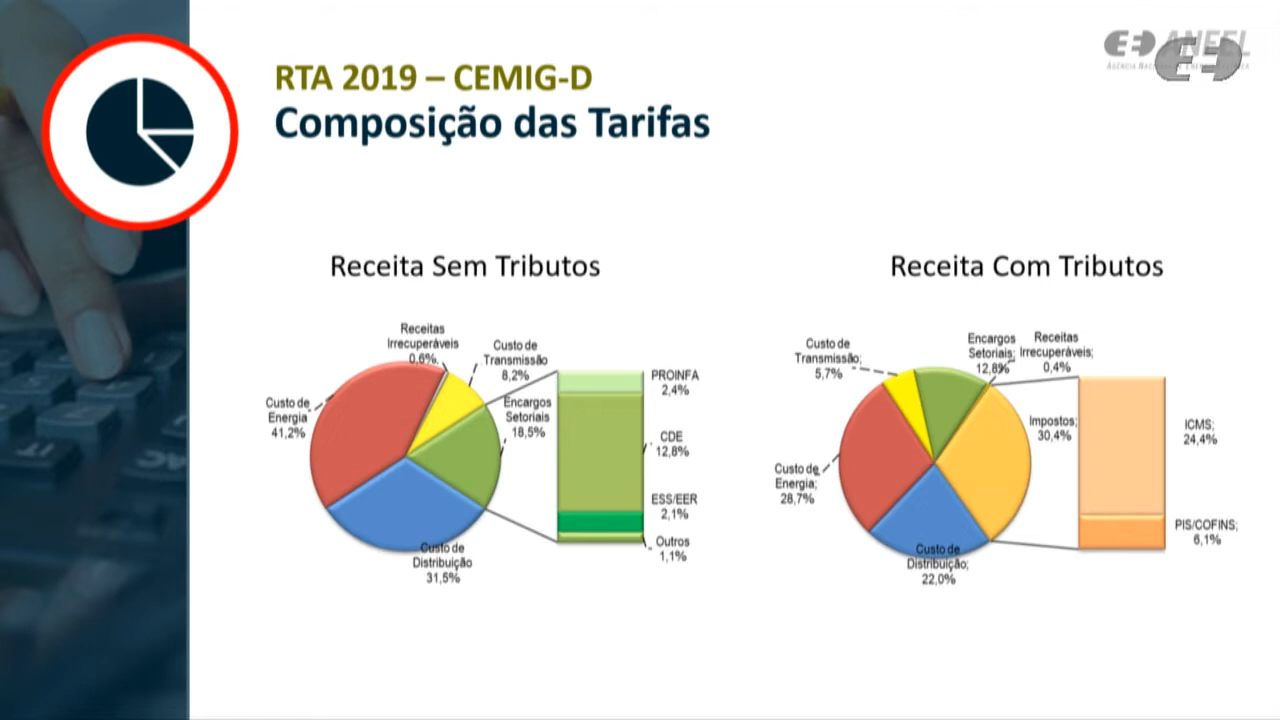 ANEEL
RTA 2019 – CEMIG-D
Composição das Tarifas
Receita Sem Tributos
Receitas
Irrecuperáveis
0,6%
Custo de
Transmissão
8,2%
Custo de
Energia
41,2%
Encargos
Setoriais
18,5%
Custo de
Distribuição
31,5%
PROINFA
2,4%
CDE
12,8%
ESS/EER
2,1%
Outros
1,1%
Receita Com Tributos
Custo de
Transmissão;
5,7%
Encargos
Setoriais;
12,8%
Receitas
Irrecuperáveis;
0,4%
Impostos;
30,4%
Custo de
Energia;
28,7%
Custo de
Distribuição;
22,0%
ICMS;
24,4%
PIS/COFINS;
6,1%